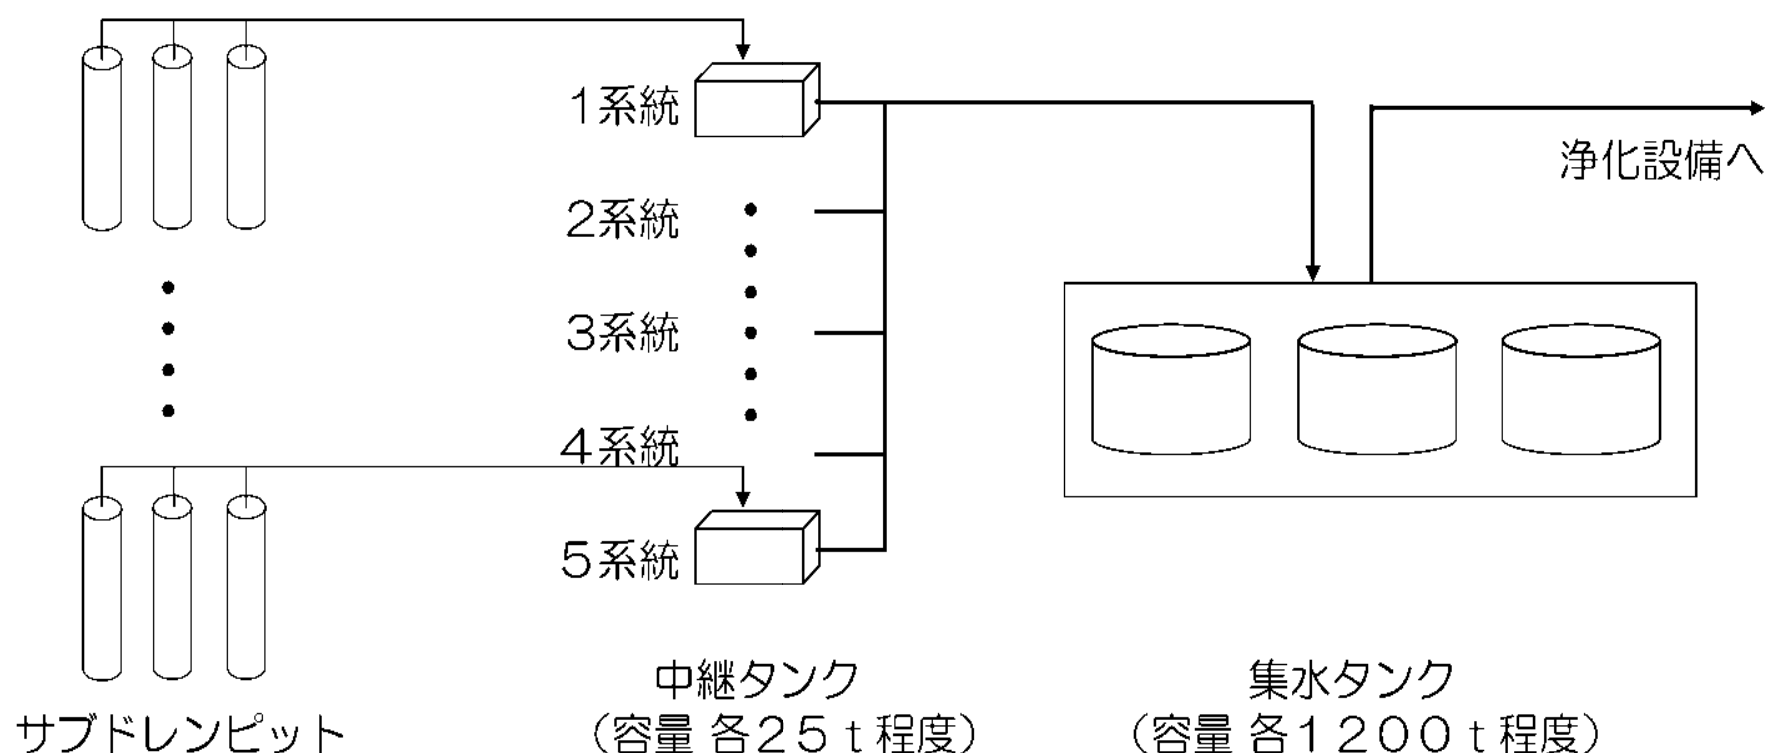 1系統
浄化設備へ
2系統
3系統
4系統
5系統
中継タンク
集水タンク
サブドレンピット
(容量 各25t程度)
(容量 各1200t程度)